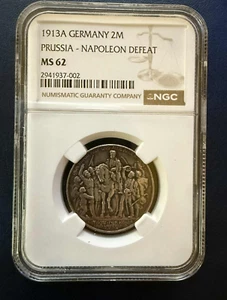 1913A GERMANY 2M
PRUSSIA - NAPOLEON DEFEAT
MS 62
2941937-002
NUMISMATIC GUARANTY COMPANY
NGC